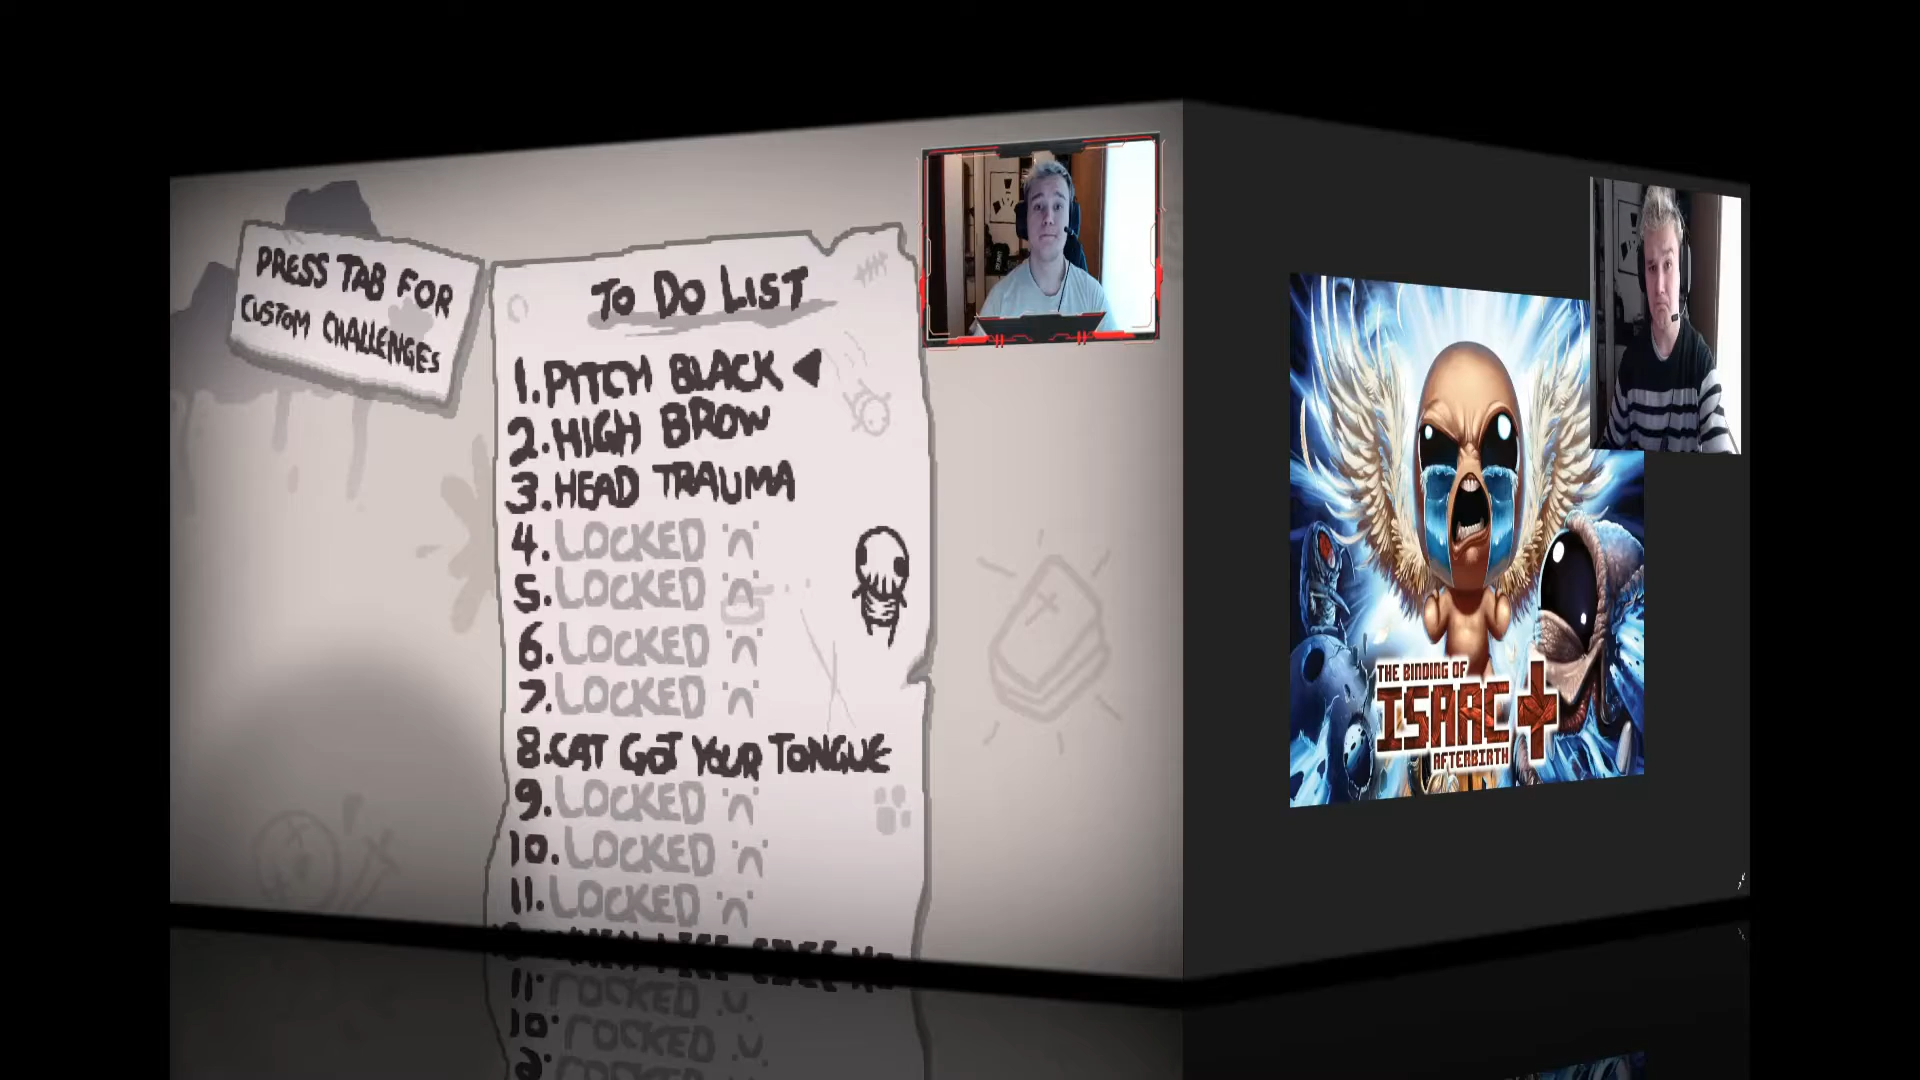 PRESS TAB FOR
CUSTOM CHALLENGES
TO DO LIST
1. PITCH BLACK
2. HIGH BROW
3. HEAD TRAUMA
4. LOCKED
5. LOCKED
6. LOCKED
7. LOCKED
8. CAT GOT YOUR TONGUE
9. LOCKED
10. LOCKED
11. LOCKED
THE BINDING OF
ISAAC
AFTERBIRTH